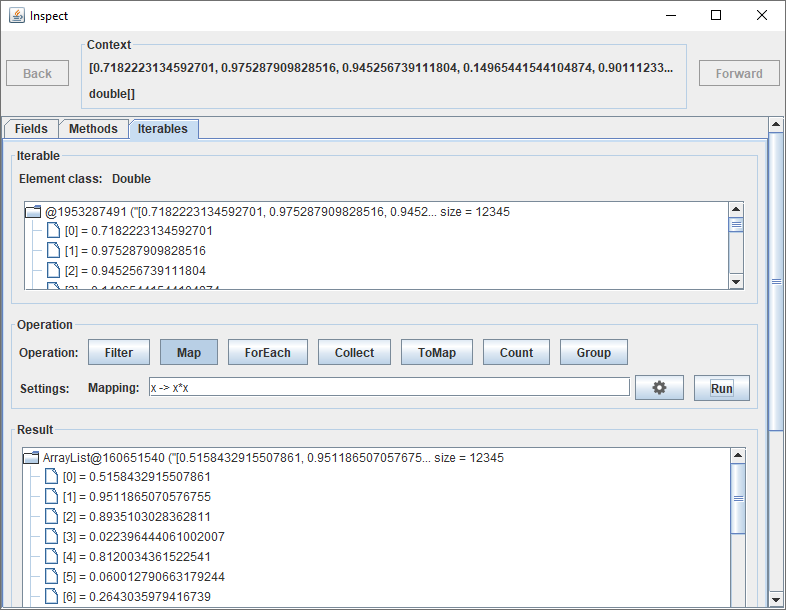 Inspect
Context
Back
[0.7182223134592701, 0.975287909828516, 0.945256739111804, 0.14965441544104874, 0.90111233...
Forward
double[]
Fields Methods Iterables
Iterable
Element class: Double
@1953287491 ("[0.7182223134592701, 0.975287909828516, 0.9452... size = 12345
[0] = 0.7182223134592701
[1] = 0.975287909828516
[2] = 0.945256739111804
[3] = 0.14965441544104874
Operation
Operation: Filter Map ForEach Collect ToMap Count Group
Settings: Mapping: x -> x*x Run
Result
ArrayList@160651540 ("[0.5158432915507861, 0.951186507057675... size = 12345
[0] = 0.5158432915507861
[1] = 0.9511865070576755
[2] = 0.8935103028362811
[3] = 0.022396444061002007
[4] = 0.8120034361522541
[5] = 0.060012790663179244
[6] = 0.2643035979416739